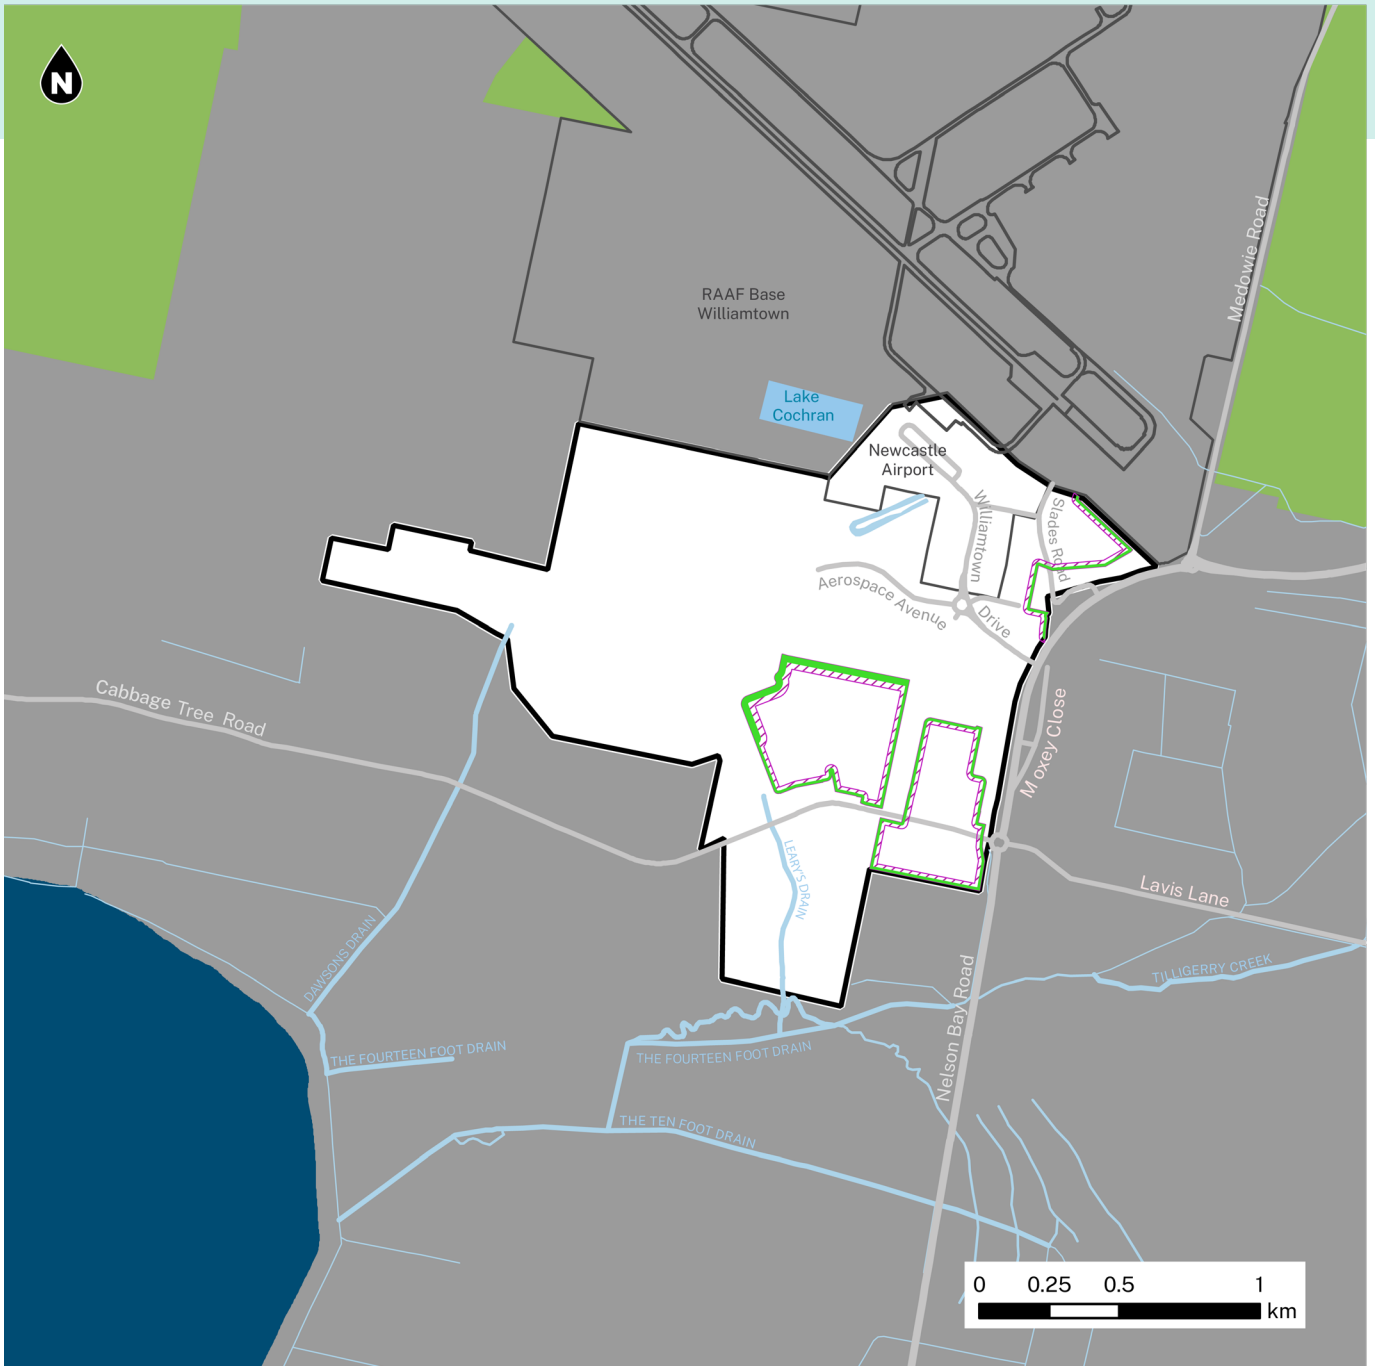 N
Medowie Road
RAAF Base
Williamtown
Lake
Cochran
Newcastle
Airport
Williamtown
Drive
Slades Road
Aerospace Avenue
Cabbage Tree Road
Moxey Close
LEARY'S DRAIN
Lavis Lane
DAWSONS DRAIN
TILLIGERRY CREEK
Nelson Bay Road
THE FOURTEEN FOOT DRAIN
THE FOURTEEN FOOT DRAIN
THE TEN FOOT DRAIN
0 0.25 0.5 1
km